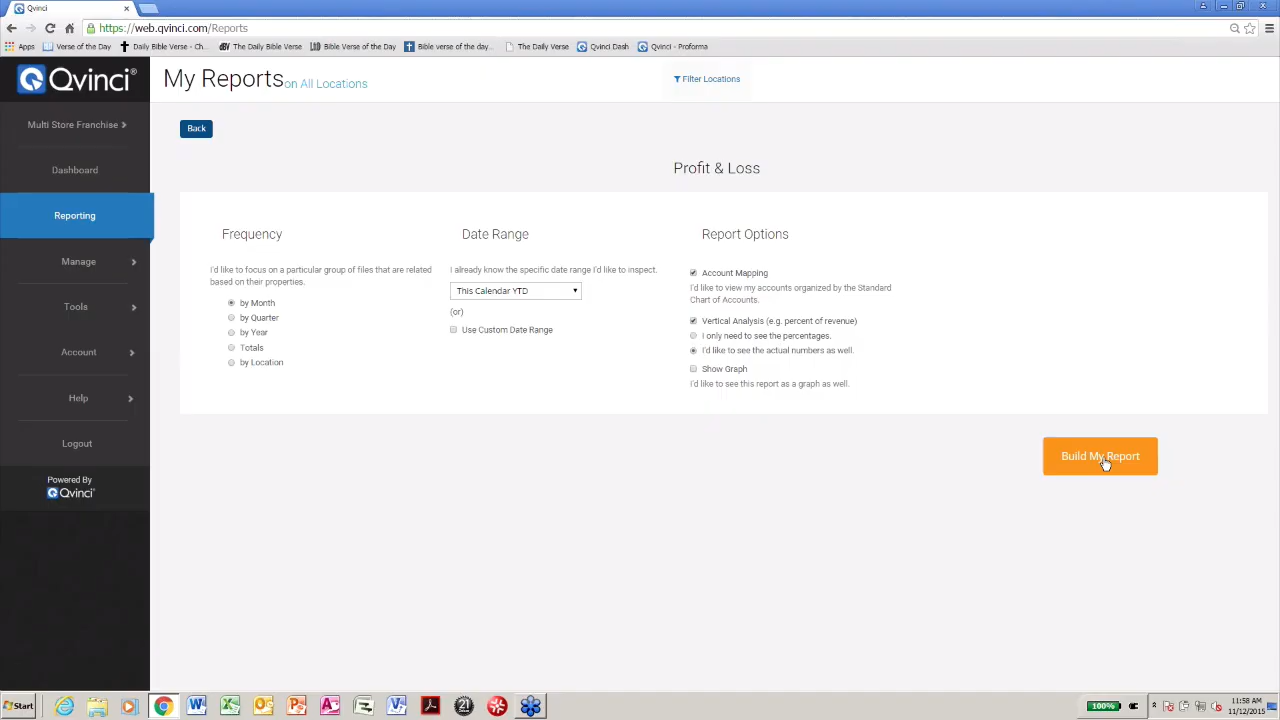 Qvinci
https://web.qvinci.com/Reports
Apps
Verse of the Day
Daily Bible Verse - Ch...
The Daily Bible Verse
Bible Verse of the Day
Bible verse of the day...
The Daily Verse
Qvinci Dash
Qvinci - Proforma
Qvinci®
My Reports on All Locations
Filter Locations
Multi Store Franchise
Dashboard
Reporting
Manage
Tools
Account
Help
Logout
Powered By
Qvinci®
Back
Profit & Loss
Frequency
I'd like to focus on a particular group of files that are related
based on their properties.
by Month
by Quarter
by Year
Totals
by Location
Date Range
I already know the specific date range I'd like to inspect.
This Calendar YTD
(or)
Use Custom Date Range
Report Options
Account Mapping
I'd like to view my accounts organized by the Standard
Chart of Accounts.
Vertical Analysis (e.g. percent of revenue)
I only need to see the percentages.
I'd like to see the actual numbers as well.
Show Graph
I'd like to see this report as a graph as well.
Build My Report
Start
100%
11:58 AM
11/12/2015